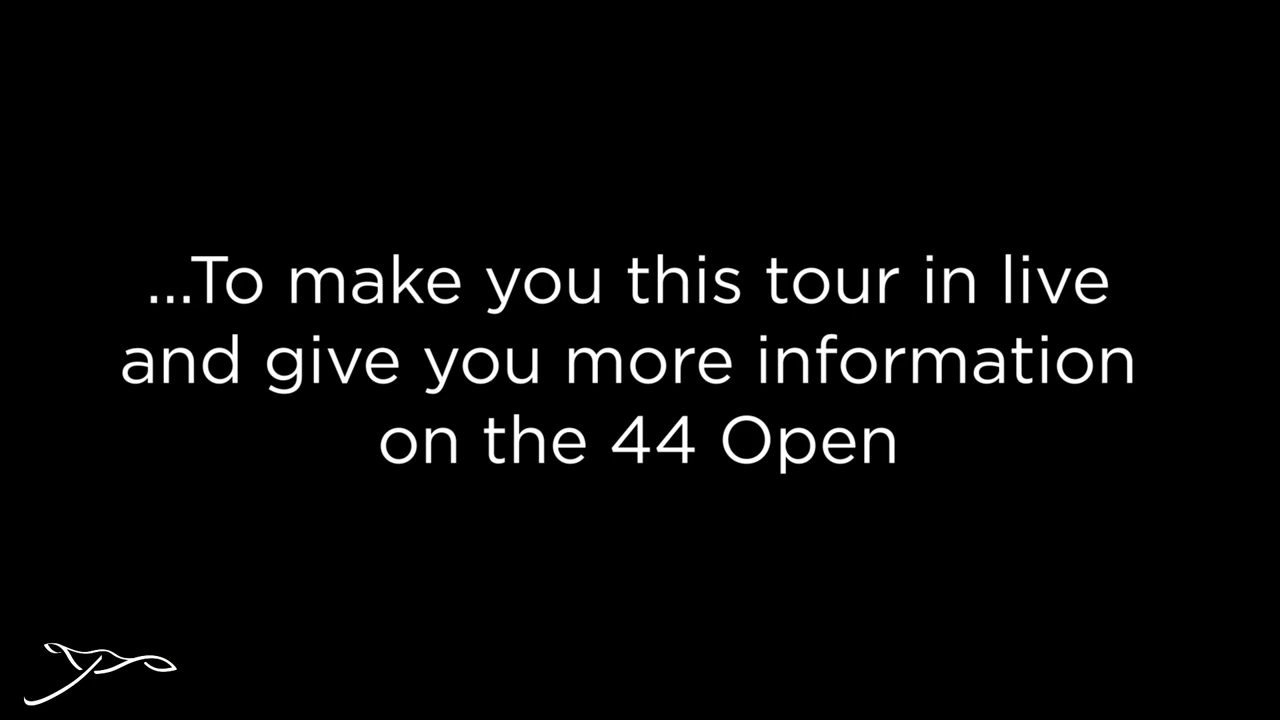 ...To make you this tour in live
and give you more information
on the 44 Open